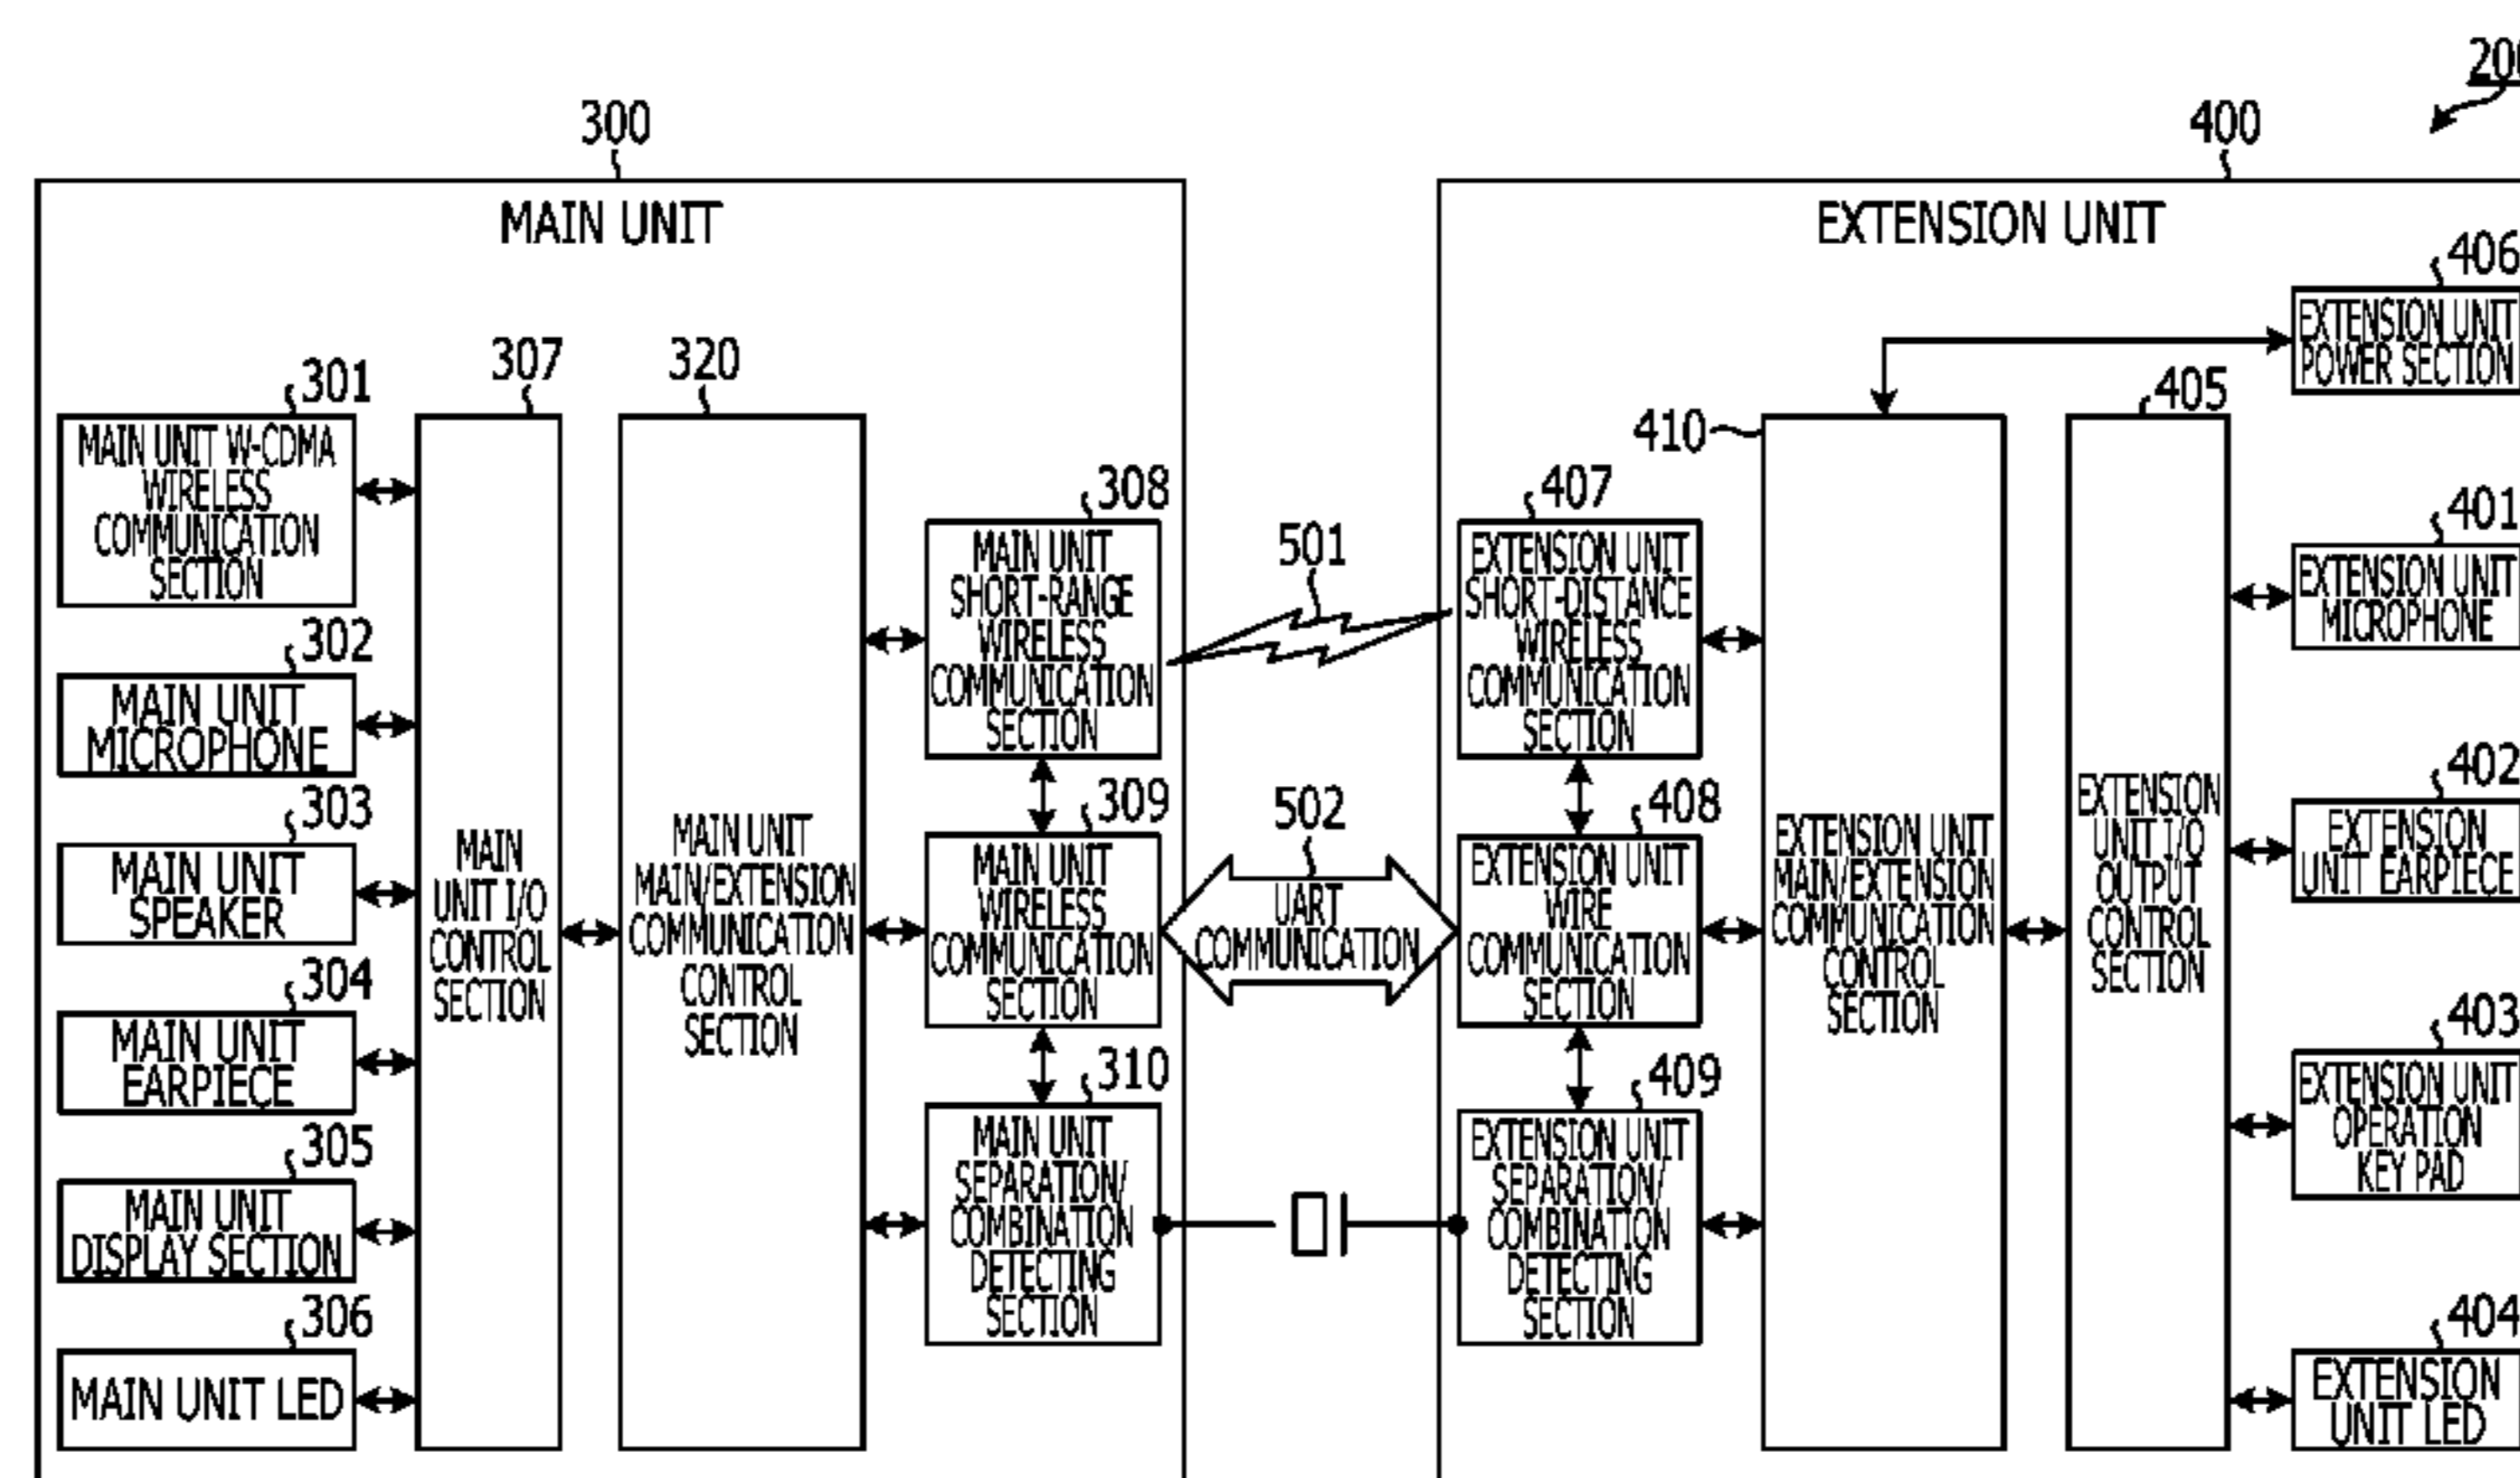 200
300
400
MAIN UNIT
EXTENSION UNIT
301
MAIN UNIT W-CDMA
WIRELESS
COMMUNICATION
SECTION
302
MAIN UNIT
MICROPHONE
303
MAIN UNIT
SPEAKER
304
MAIN UNIT
EARPIECE
305
MAIN UNIT
DISPLAY SECTION
306
MAIN UNIT LED
307
MAIN
UNIT I/O
CONTROL
SECTION
320
MAIN UNIT
MAIN/EXTENSION
COMMUNICATION
CONTROL
SECTION
308
MAIN UNIT
SHORT-RANGE
WIRELESS
COMMUNICATION
SECTION
309
MAIN UNIT
WIRELESS
COMMUNICATION
SECTION
310
MAIN UNIT
SEPARATION/
COMBINATION
DETECTING
SECTION
501
502
UART
COMMUNICATION
407
EXTENSION UNIT
SHORT-DISTANCE
WIRELESS
COMMUNICATION
SECTION
408
EXTENSION UNIT
WIRE
COMMUNICATION
SECTION
409
EXTENSION UNIT
SEPARATION/
COMBINATION
DETECTING
SECTION
410
EXTENSION UNIT
MAIN/EXTENSION
COMMUNICATION
CONTROL
SECTION
405
EXTENSION
UNIT I/O
OUTPUT
CONTROL
SECTION
406
EXTENSION UNIT
POWER SECTION
401
EXTENSION UNIT
MICROPHONE
402
EXTENSION
UNIT EARPIECE
403
EXTENSION UNIT
OPERATION
KEY PAD
404
EXTENSION
UNIT LED